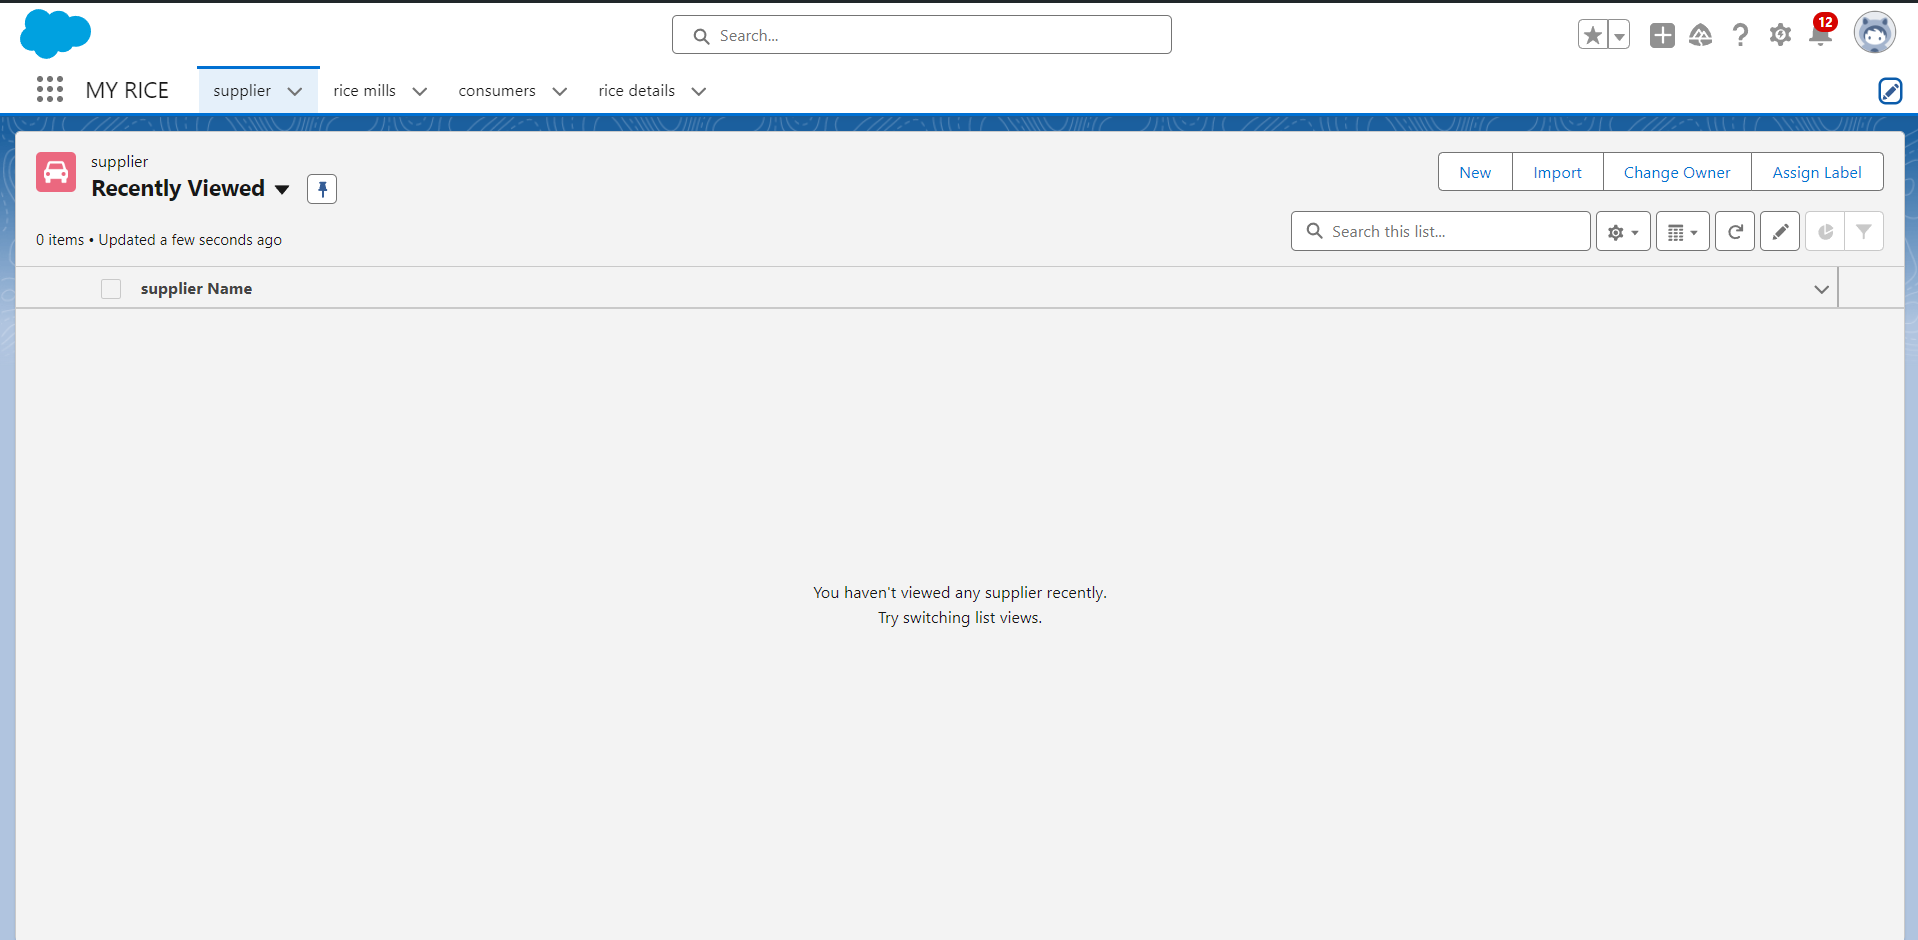 Search...
12
MY RICE
supplier
rice mills
consumers
rice details
supplier
Recently Viewed
New
Import
Change Owner
Assign Label
0 items • Updated a few seconds ago
Search this list...
supplier Name
You haven't viewed any supplier recently.
Try switching list views.